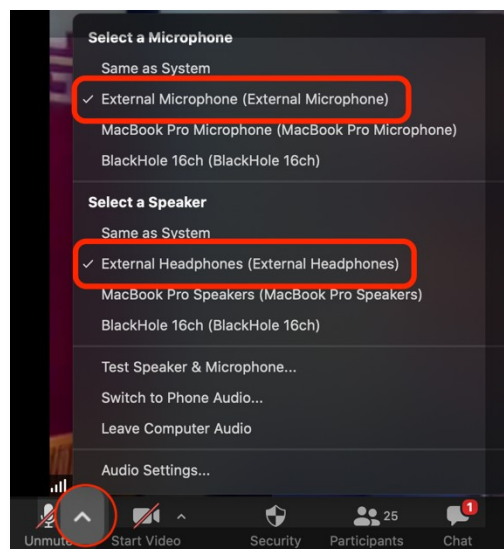 Select a Microphone
Same as System
✓ External Microphone (External Microphone)
MacBook Pro Microphone (MacBook Pro Microphone)
BlackHole 16ch (BlackHole 16ch)
Select a Speaker
Same as System
✓ External Headphones (External Headphones)
MacBook Pro Speakers (MacBook Pro Speakers)
BlackHole 16ch (BlackHole 16ch)
Test Speaker & Microphone...
Switch to Phone Audio...
Leave Computer Audio
Audio Settings...
25
1
Unmute Start Video Security Participants Chat